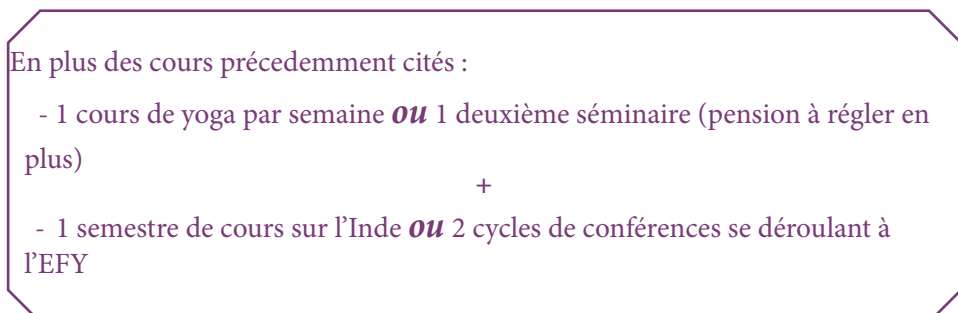 En plus des cours précedemment cités :
- 1 cours de yoga par semaine ou 1 deuxième séminaire (pension à régler en
plus)
+
- 1 semestre de cours sur l’Inde ou 2 cycles de conférences se déroulant à
l’EFY